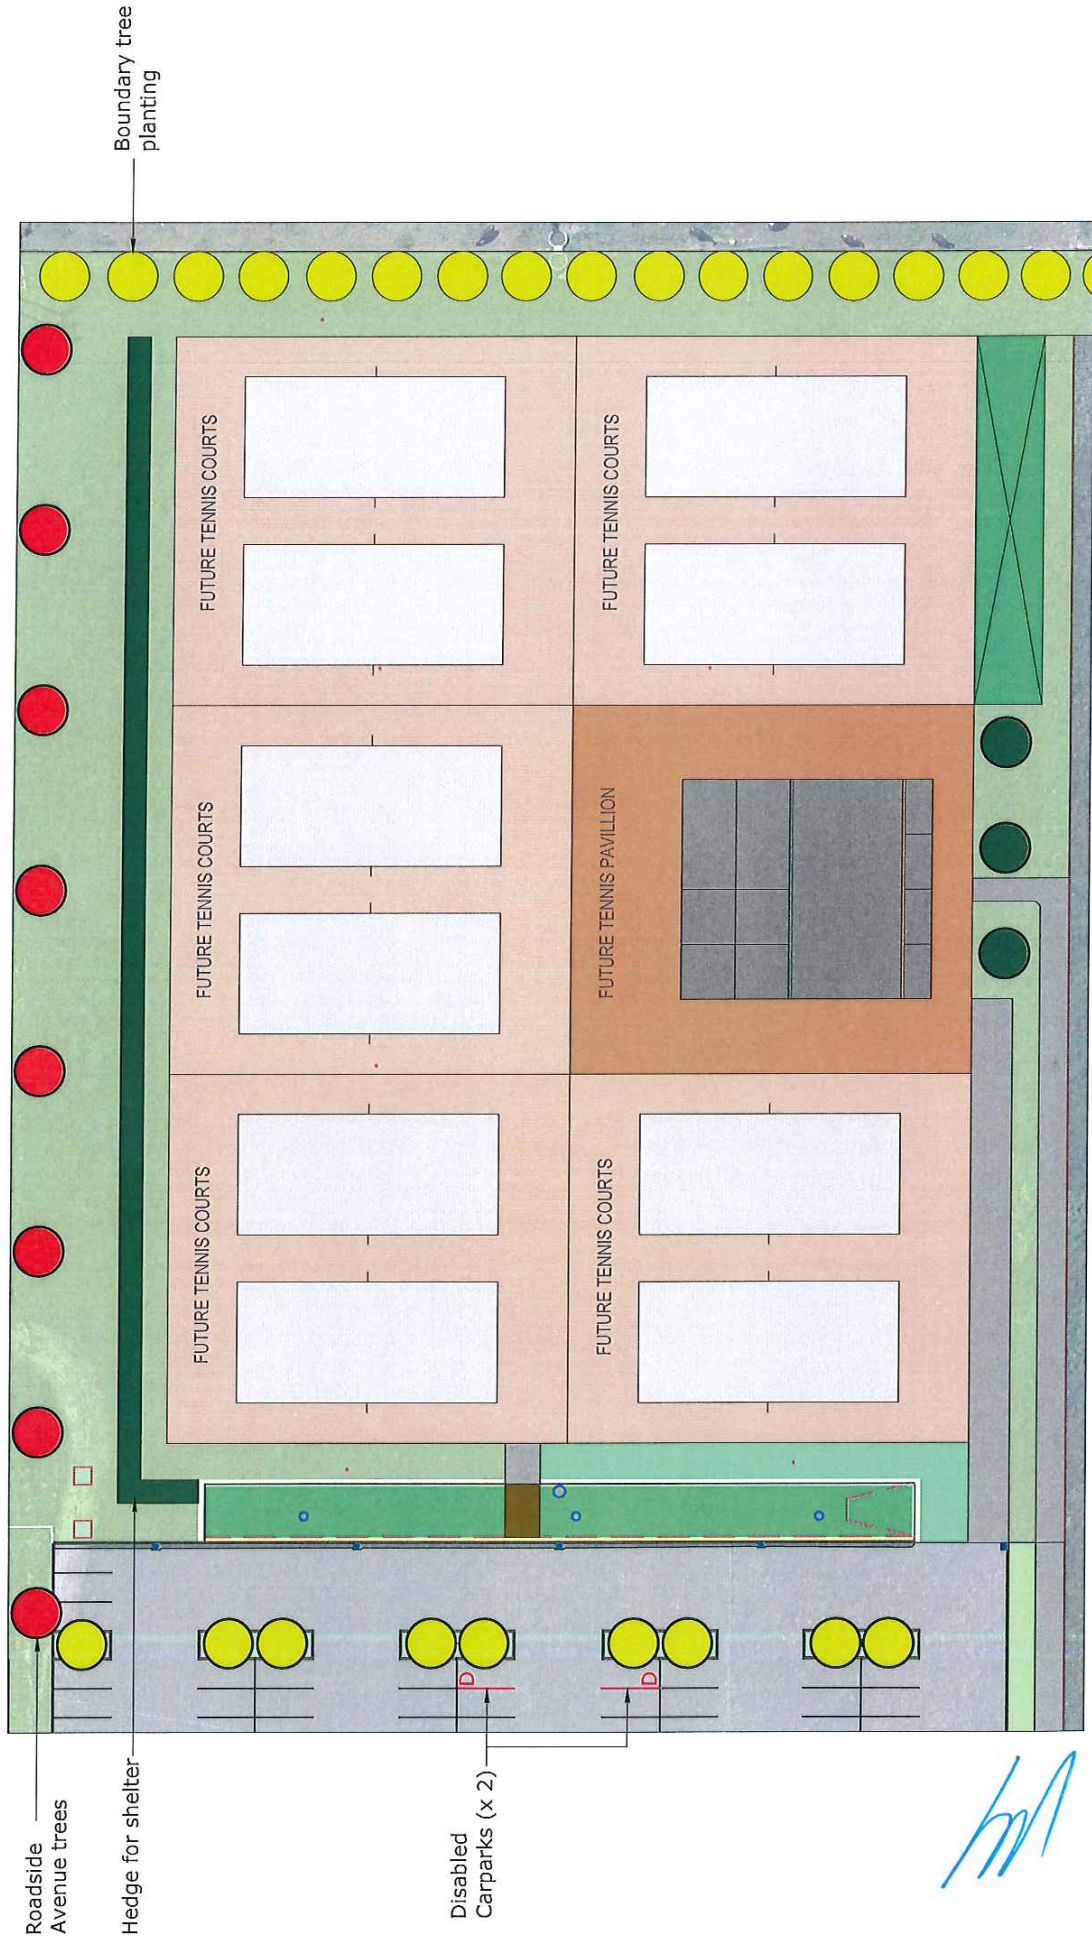 Roadside
Avenue trees
Hedge for shelter
Disabled
Carparks (x 2)
D
D
Boundary tree
planting
FUTURE TENNIS COURTS
FUTURE TENNIS COURTS
FUTURE TENNIS COURTS
FUTURE TENNIS COURTS
FUTURE TENNIS PAVILLION
FUTURE TENNIS COURTS